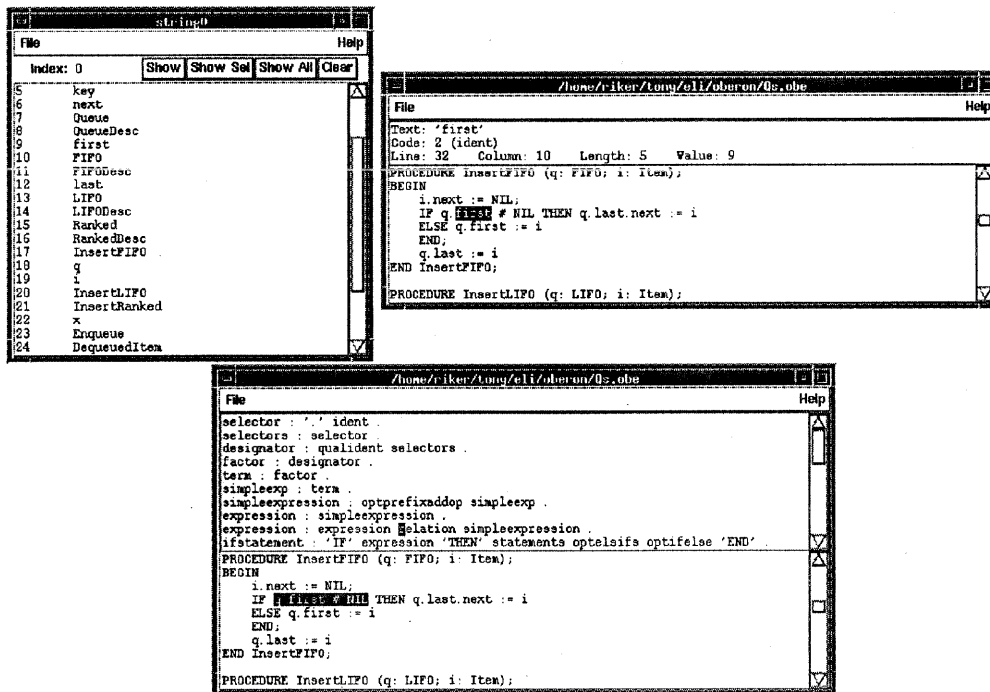 string0
File Help
Index: 0 Show Show Sel Show All Clear
5 key
6 next
7 Queue
8 QueueDesc
9 first
10 FIFO
11 FIFODesc
12 last
13 LIFO
14 LIFODesc
15 Ranked
16 RankedDesc
17 InsertFIFO
18 q
19 i
20 InsertLIFO
21 InsertRanked
22 x
23 Enqueue
24 DequeuedItem
/home/riker/tony/eli/oberon/Qs.obe
File Help
Text: 'first'
Code: 2 (ident)
Line: 32 Column: 10 Length: 5 Value: 9
PROCEDURE InsertFIFO (q: FIFO; i: Item);
BEGIN
i.next := NIL;
IF q.first # NIL THEN q.last.next := i
ELSE q.first := i
END;
q.last := i
END InsertFIFO;
PROCEDURE InsertLIFO (q: LIFO; i: Item);
/home/riker/tony/eli/oberon/Qs.obe
File Help
selector : '.' ident .
selectors : selector .
designator : qualident selectors .
factor : designator .
term : factor .
simpleexp : term .
simpleexpression : optprefixaddop simpleexp .
expression : simpleexpression .
expression : expression relation simpleexpression .
ifstatement : 'IF' expression 'THEN' statements optelsifs optifelse 'END' .
PROCEDURE InsertFIFO (q: FIFO; i: Item);
BEGIN
i.next := NIL;
IF q.first # NIL THEN q.last.next := i
ELSE q.first := i
END;
q.last := i
END InsertFIFO;
PROCEDURE InsertLIFO (q: LIFO; i: Item);